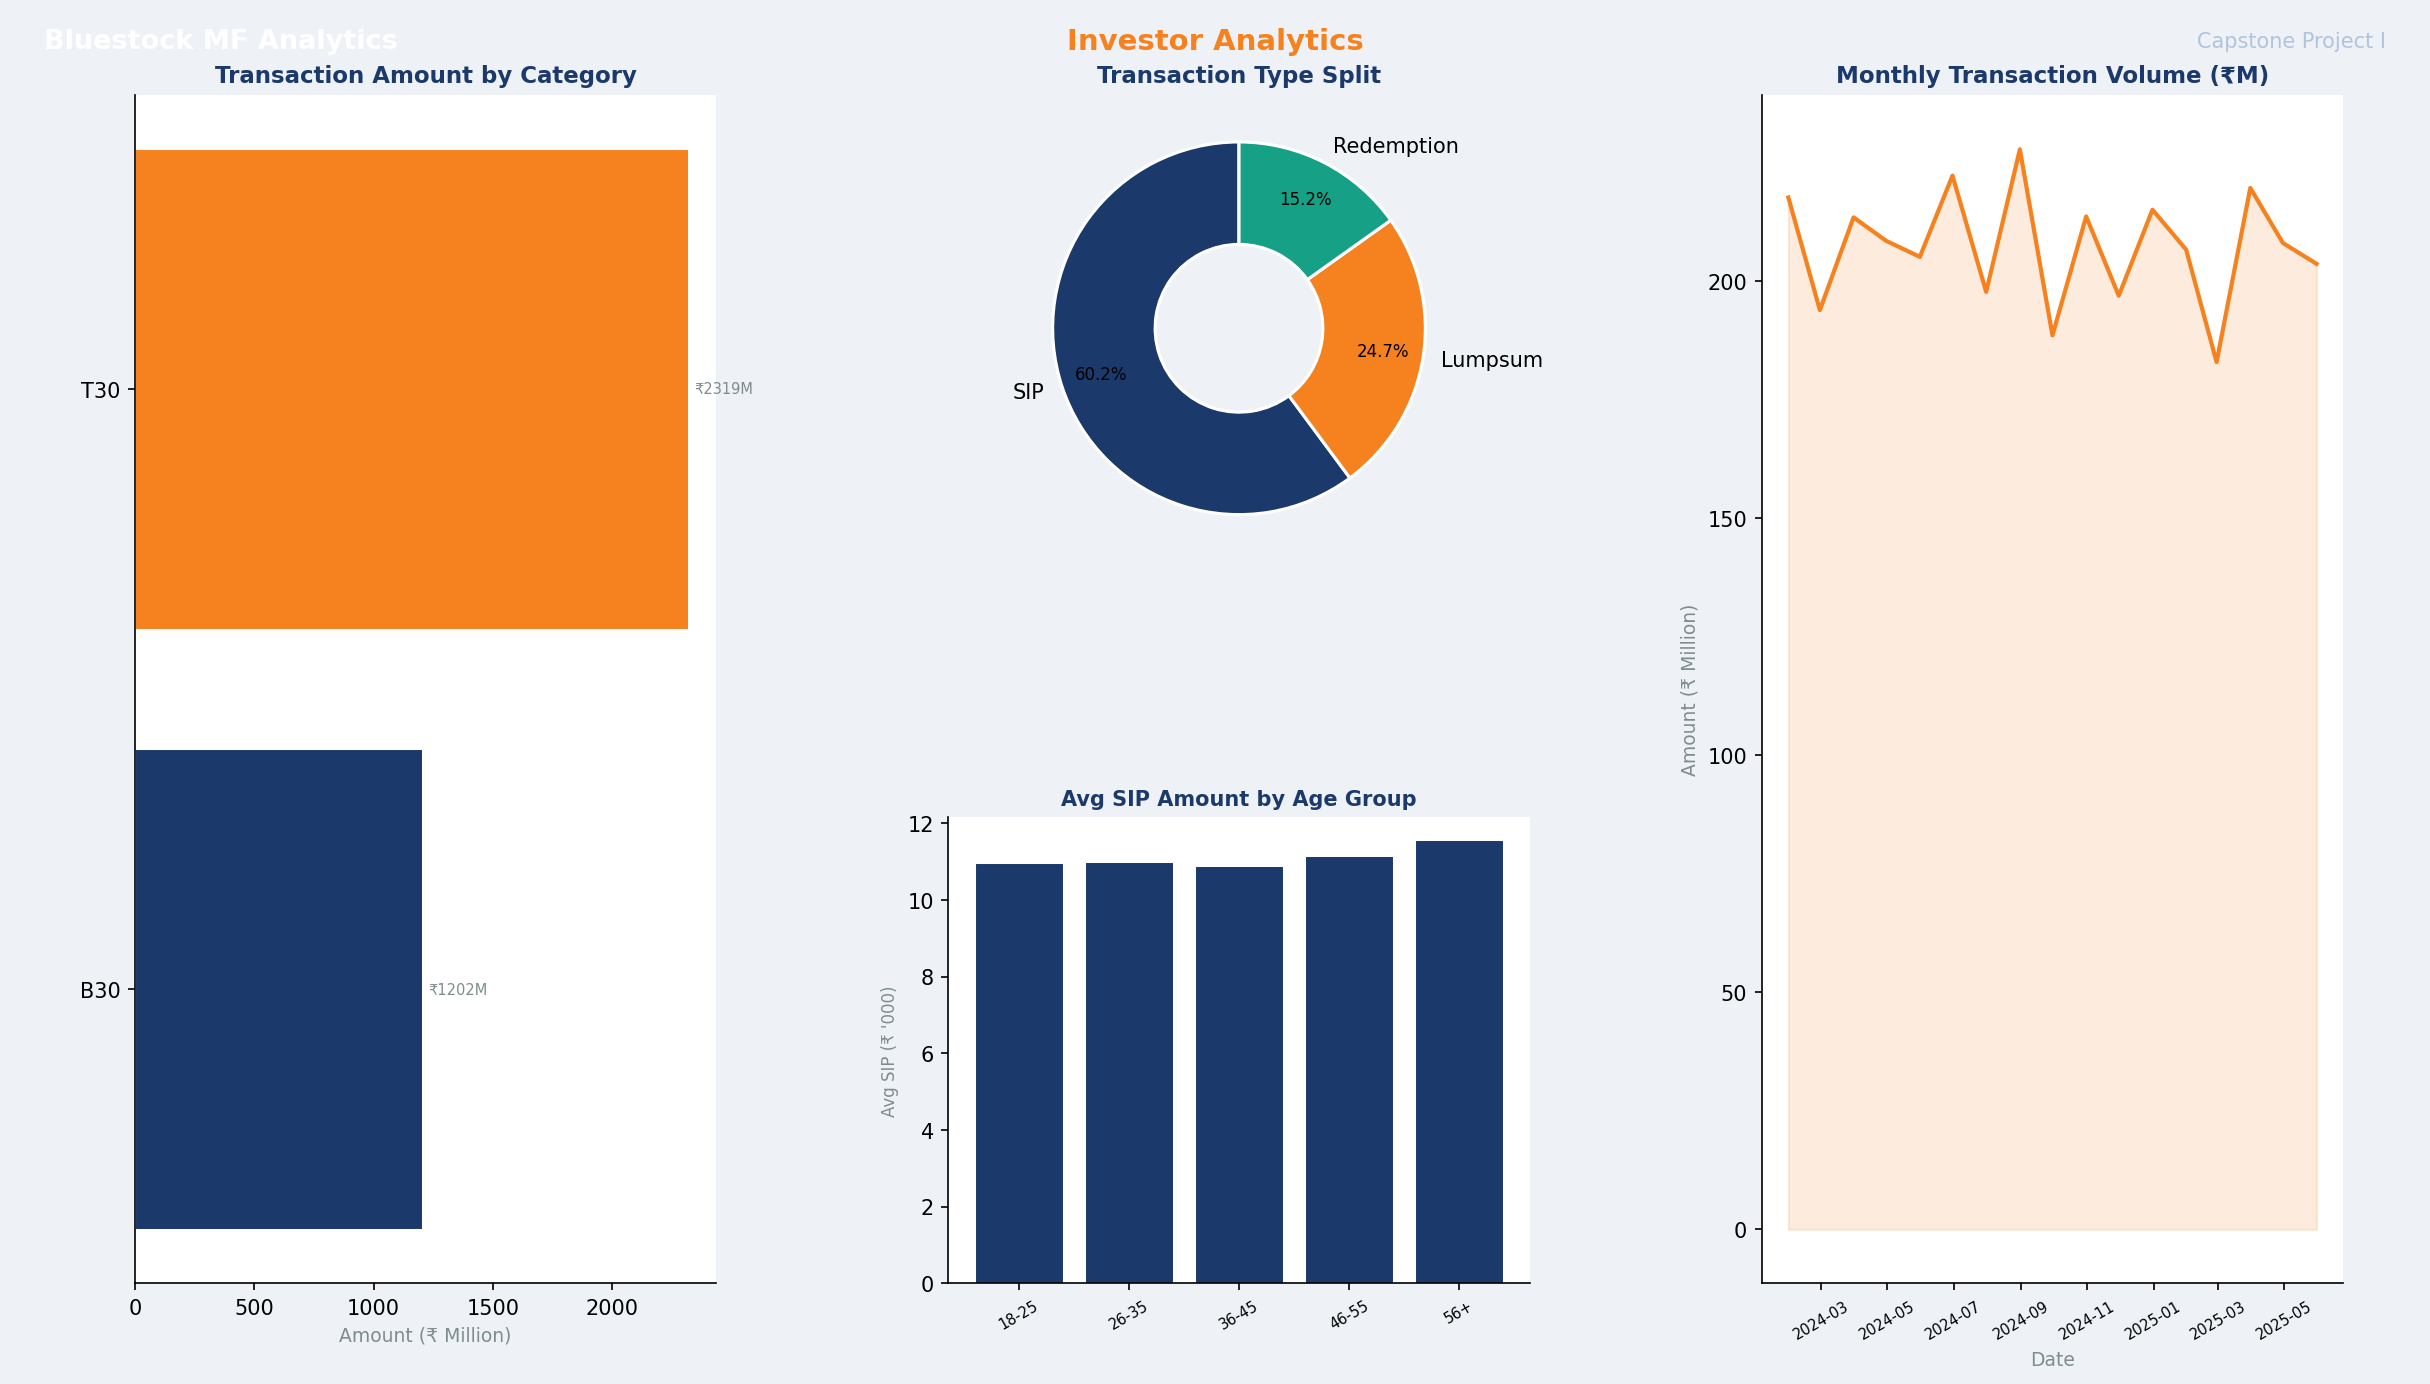 Bluestock MF Analytics
Investor Analytics
Capstone Project I
Transaction Amount by Category
T30
₹2319M
B30
₹1202M
0 500 1000 1500 2000
Amount (₹ Million)
Transaction Type Split
Redemption
15.2%
24.7%
Lumpsum
60.2%
SIP
Avg SIP Amount by Age Group
Avg SIP (₹ '000)
12
10
8
6
4
2
0
18-25 26-35 36-45 46-55 56+
Monthly Transaction Volume (₹M)
Amount (₹ Million)
200
150
100
50
0
2024-03 2024-05 2024-07 2024-09 2024-11 2025-01 2025-03 2025-05
Date